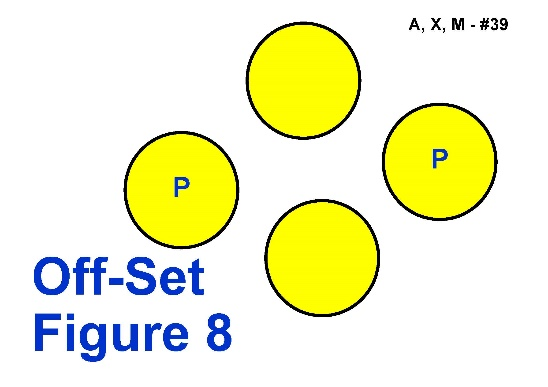 A, X, M - #39
P
P
Off-Set
Figure 8